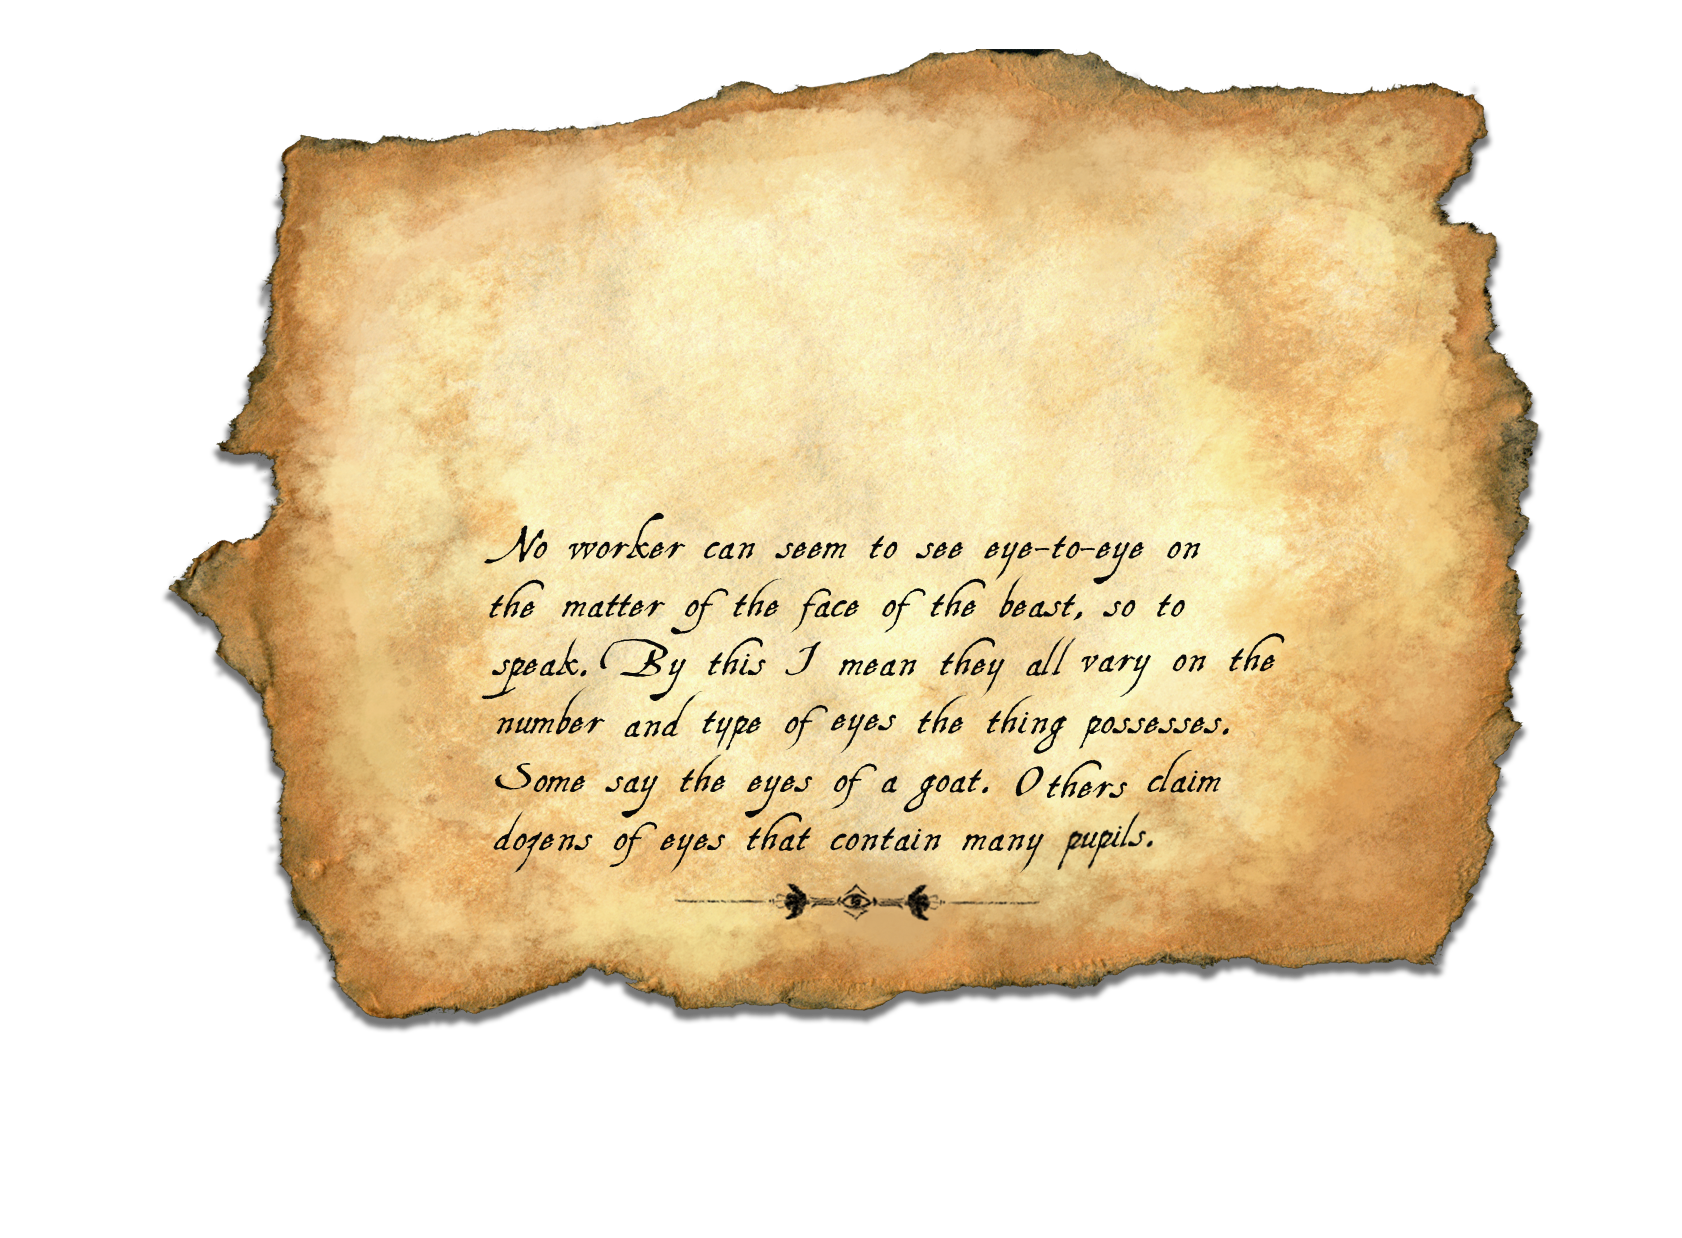 No worker can seem to see eye-to-eye on
the matter of the face of the beast, so to
speak. By this I mean they all vary on the
number and type of eyes the thing possesses.
Some say the eyes of a goat. Others claim
dozens of eyes that contain many pupils.